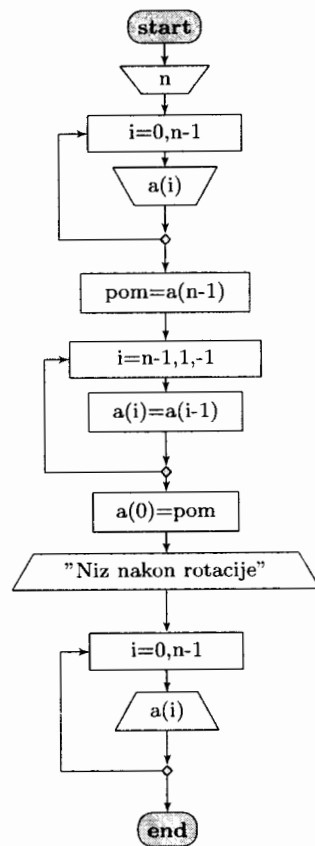 start
n
i=0,n-1
a(i)
pom=a(n-1)
i=n-1,1,-1
a(i)=a(i-1)
a(0)=pom
"Niz nakon rotacije"
i=0,n-1
a(i)
end